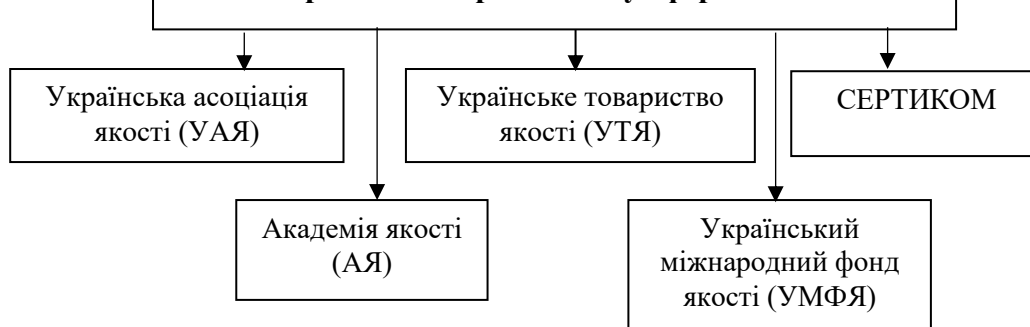 Українська асоціація
якості (УАЯ)
Українське товариство
якості (УТЯ)
СЕРТИКОМ
Академія якості
(АЯ)
Український
міжнародний фонд
якості (УМФЯ)